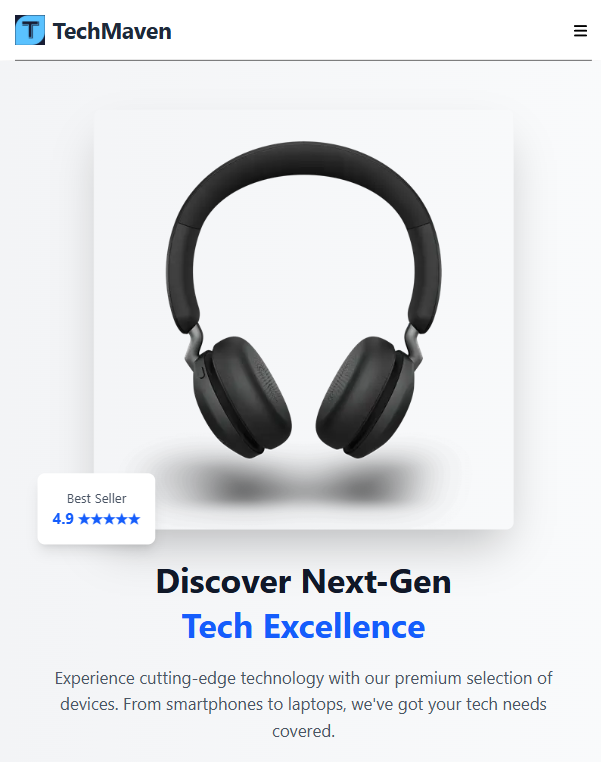 T TechMaven
Best Seller
4.9 ★★★★★
Discover Next-Gen
Tech Excellence
Experience cutting-edge technology with our premium selection of
devices. From smartphones to laptops, we've got your tech needs
covered.